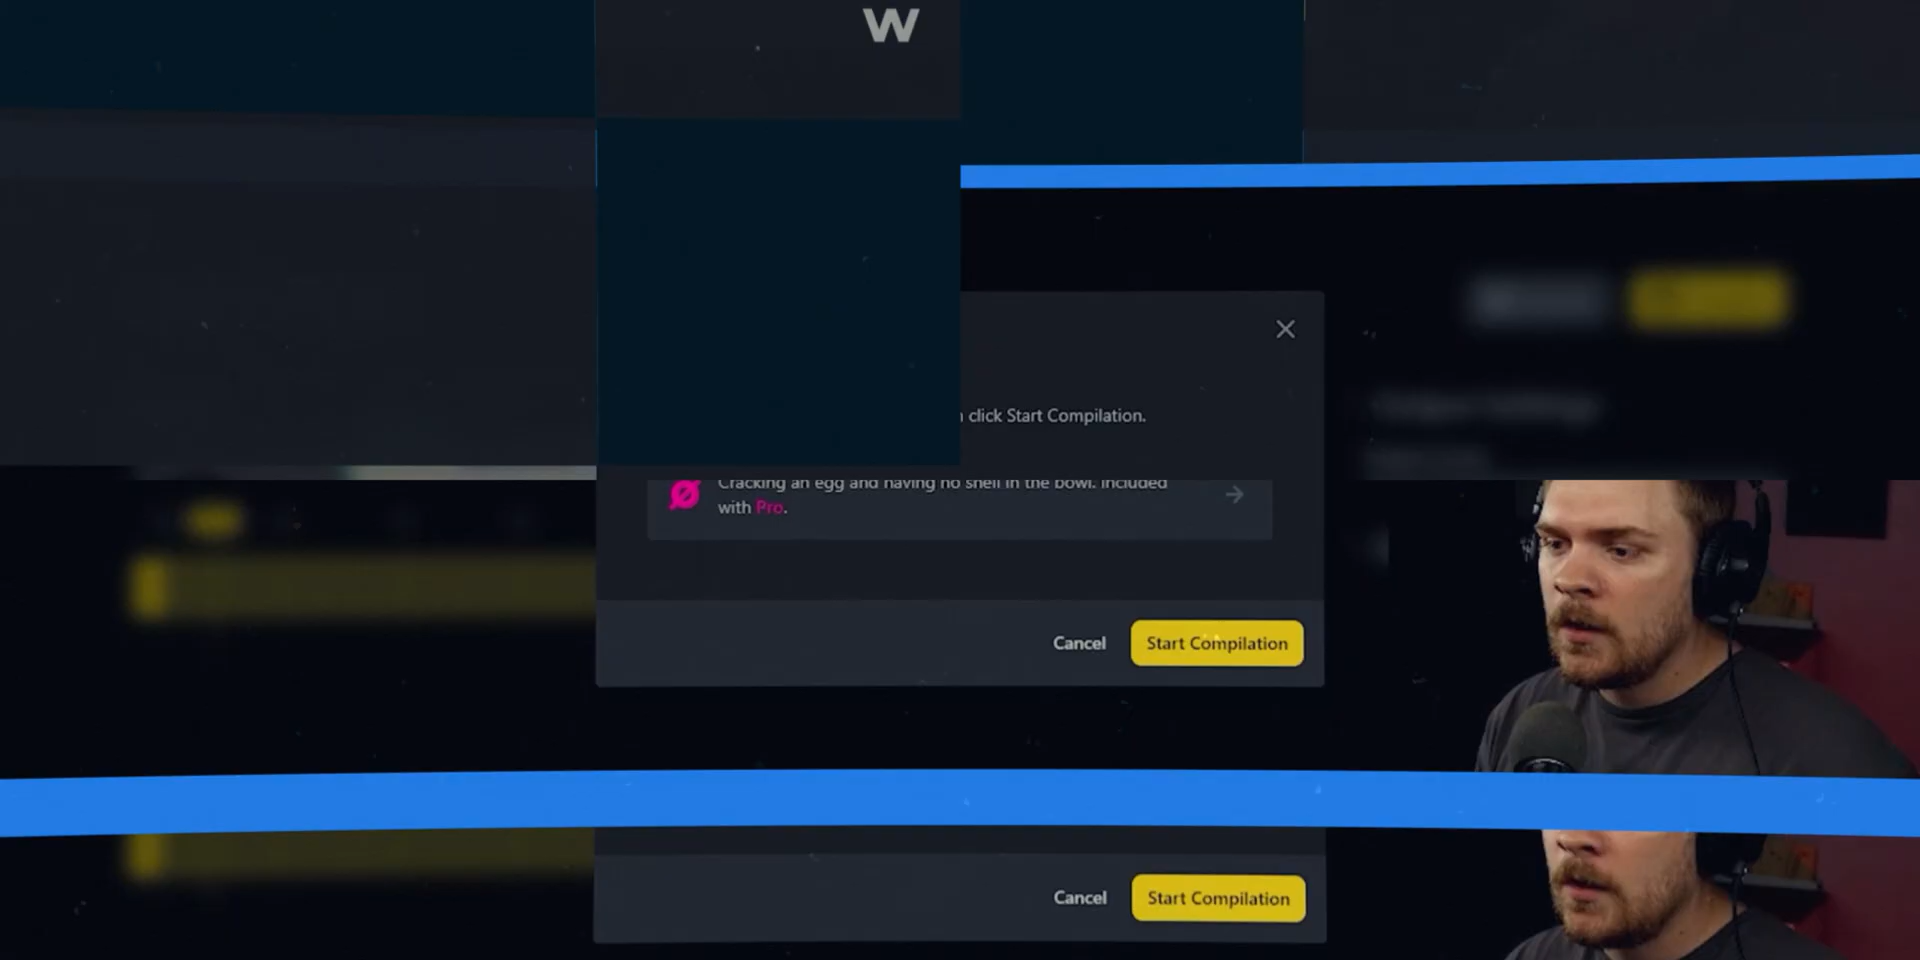 W
click Start Compilation.
Cracking an egg and having no shell in the bowl. Included
with Pro.
Cancel
Start Compilation
Cancel
Start Compilation